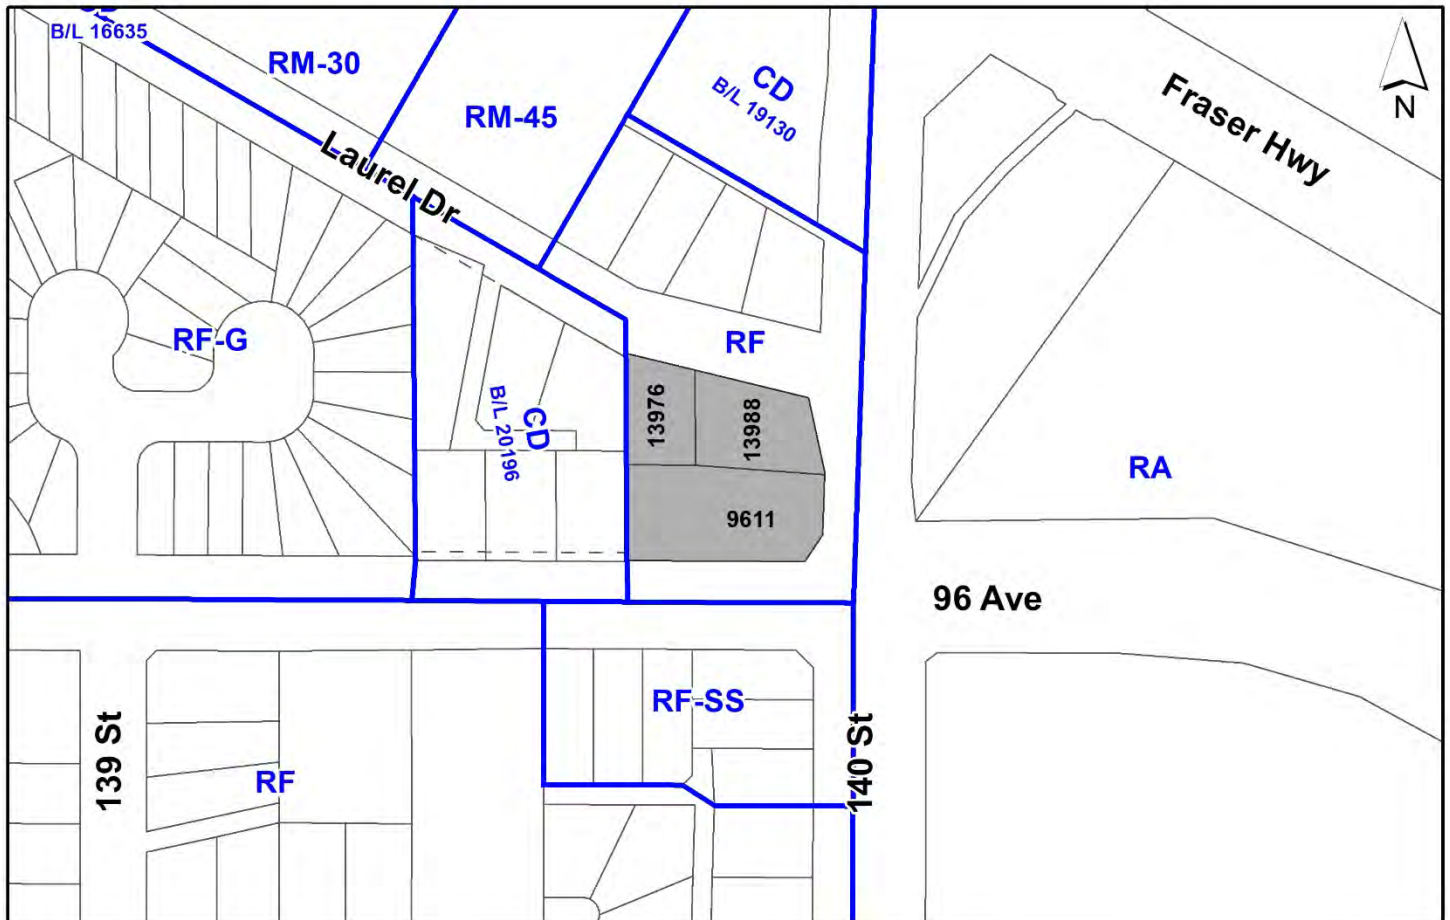 CD
B/L 16635
RM-30
RM-45
CD
B/L 19130
Fraser Hwy
N
Laurel Dr
RF-G
RF
CD
B/L 20196
13976
13988
9611
RA
96 Ave
139 St
RF
RF-SS
140 St